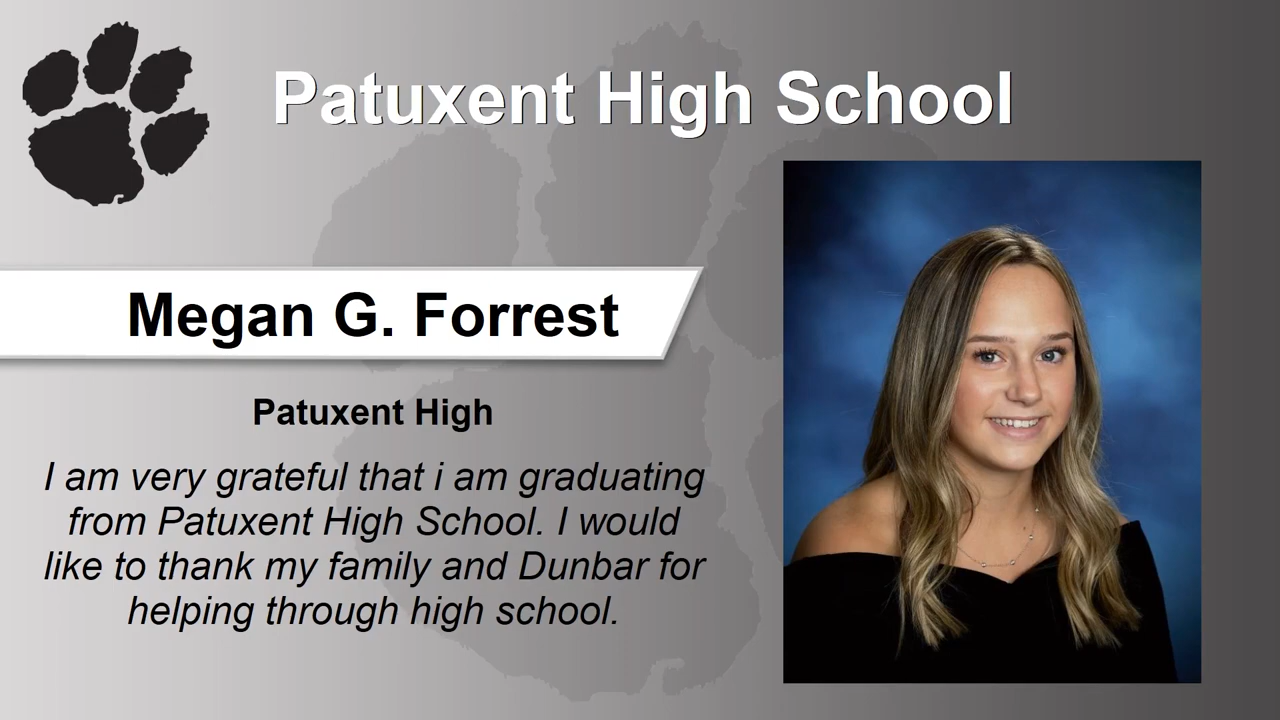 Patuxent High School
Megan G. Forrest
Patuxent High
I am very grateful that i am graduating
from Patuxent High School. I would
like to thank my family and Dunbar for
helping through high school.